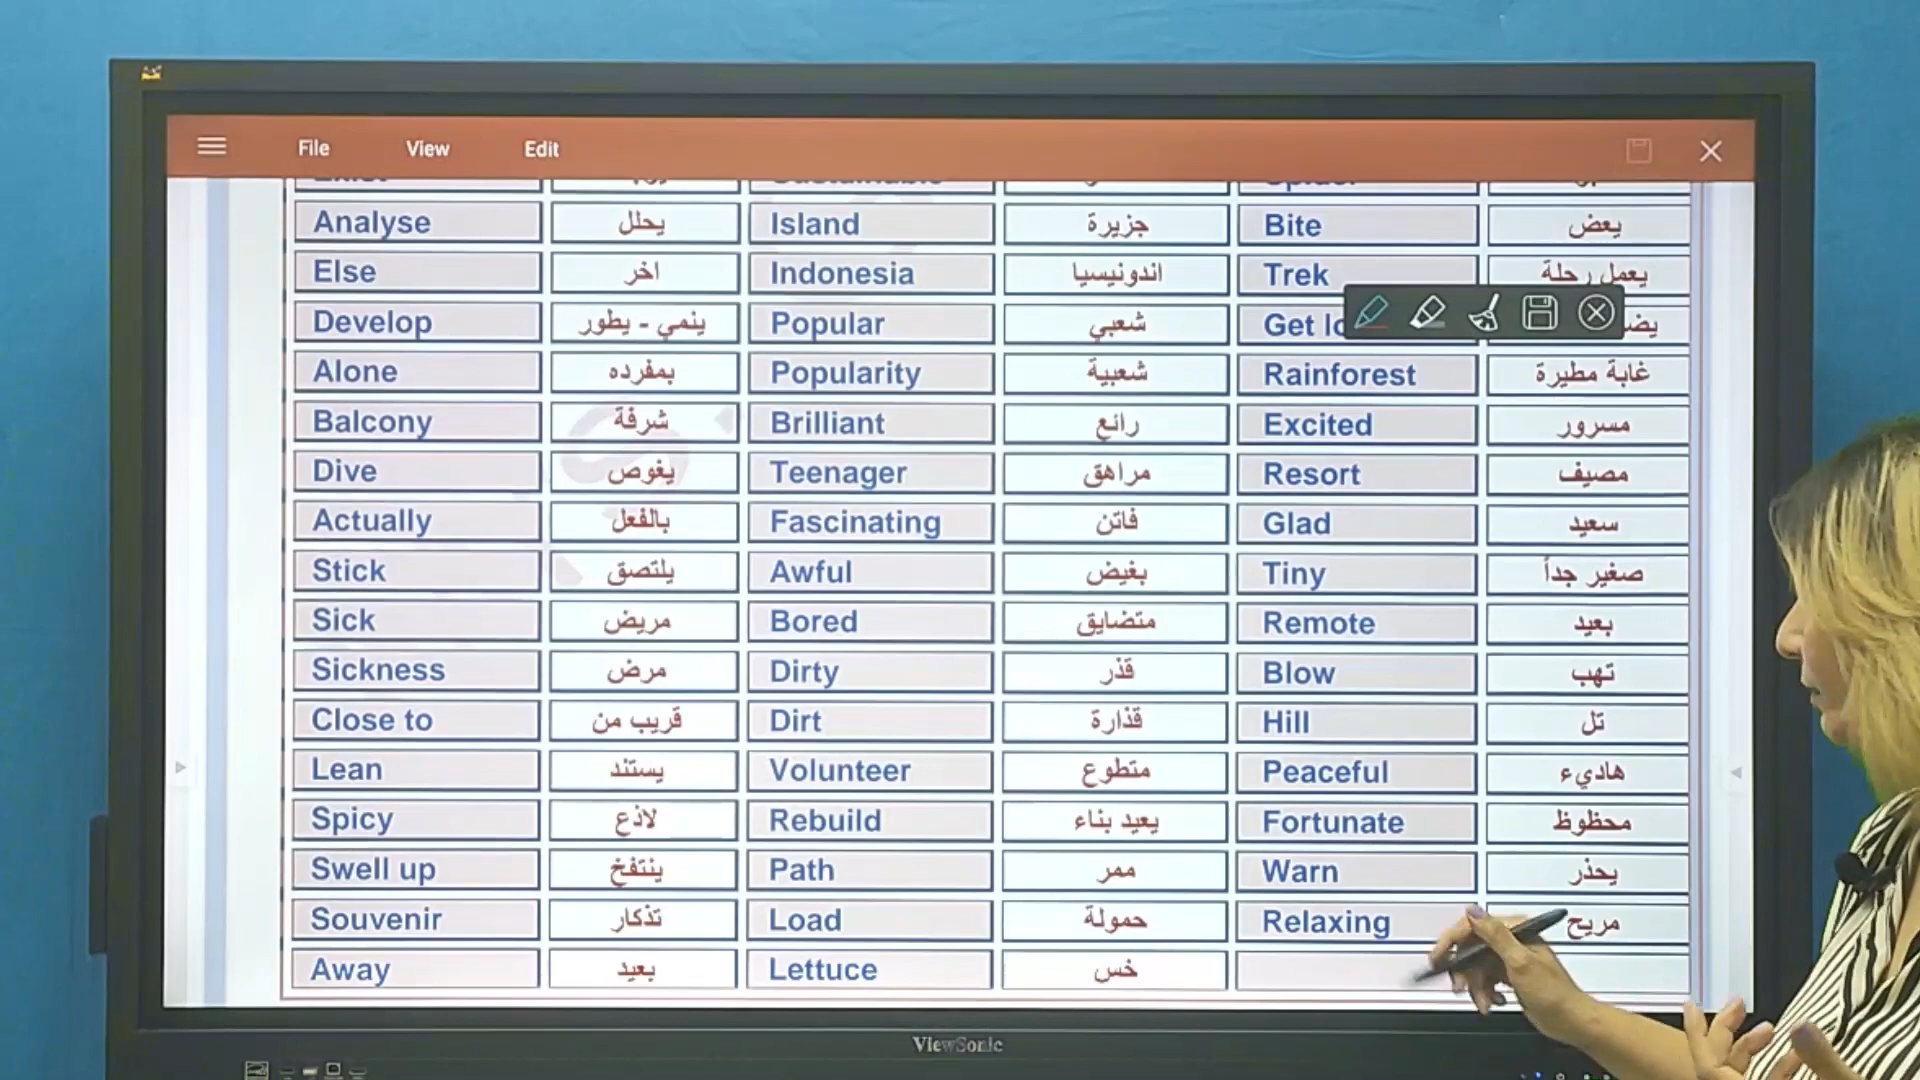 File View Edit
Analyse يحلل Island جزيرة Bite يعض
Else اخر Indonesia اندونيسيا Trek يعمل رحلة
Develop ينمي - يطور Popular شعبي Get
Alone بمفرده Popularity شعبية Rainforest غابة مطيرة
Balcony شرفة Brilliant رائع Excited مسرور
Dive يغوص Teenager مراهق Resort مصيف
Actually بالفعل Fascinating فاتن Glad سعيد
Stick يلتصق Awful بغيض Tiny صغير جداً
Sick مريض Bored متضايق Remote بعيد
Sickness مرض Dirty قذر Blow تهب
Close to قريب من Dirt قذارة Hill تل
Lean يستند Volunteer متطوع Peaceful هاديء
Spicy لاذع Rebuild يعيد بناء Fortunate محظوظ
Swell up ينتفخ Path ممر Warn يحذر
Souvenir تذكار Load حمولة Relaxing مريح
Away بعيد Lettuce خس
ViewSonic